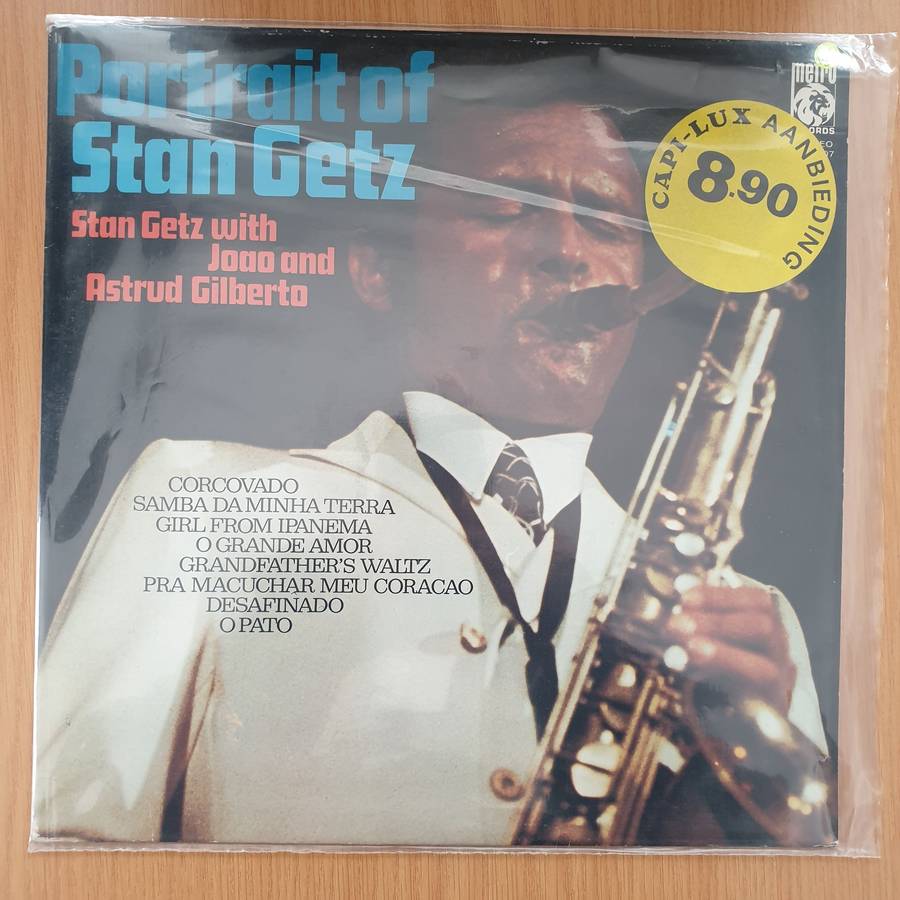 Portrait of
Stan Getz
Stan Getz with
Joao and
Astrud Gilberto
metro
CAPI-LUX AANBIEDING
8.90
CORCOVADO
SAMBA DA MINHA TERRA
GIRL FROM IPANEMA
O GRANDE AMOR
GRANDFATHER'S WALTZ
PRA MACUCHAR MEU CORACAO
DESAFINADO
O PATO